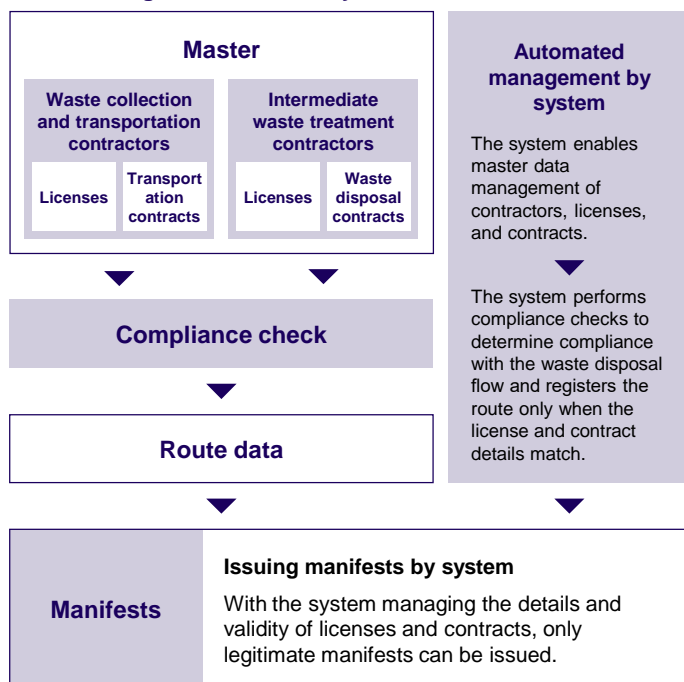 Master
Waste collection
and transportation
contractors
Licenses
Transport
ation
contracts
Intermediate
waste treatment
contractors
Licenses
Waste
disposal
contracts
Compliance check
Route data
Automated
management by
system
The system enables
master data
management of
contractors, licenses,
and contracts.
The system performs
compliance checks to
determine compliance
with the waste disposal
flow and registers the
route only when the
license and contract
details match.
Manifests
Issuing manifests by system
With the system managing the details and
validity of licenses and contracts, only
legitimate manifests can be issued.